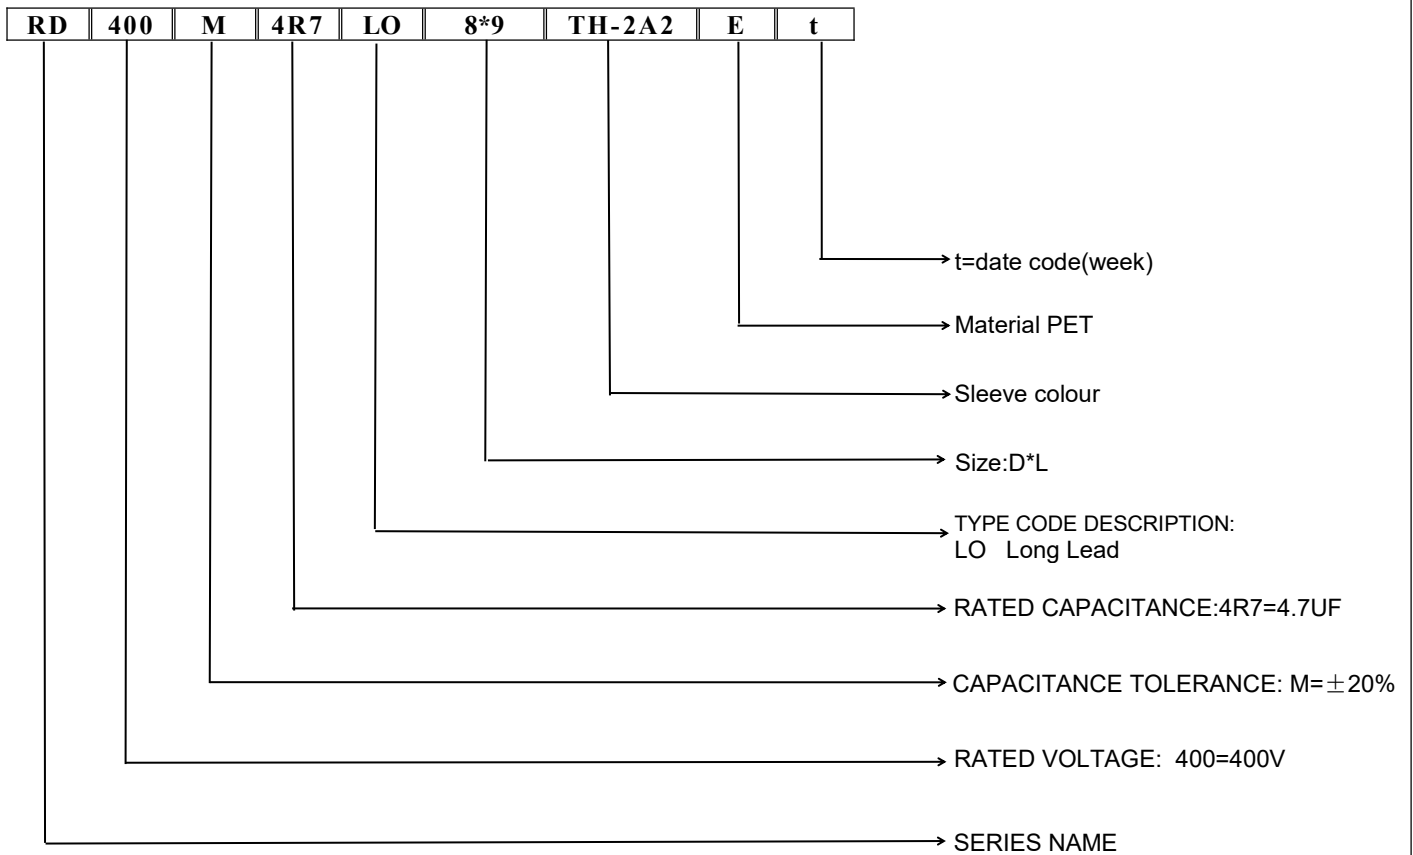 RD 400 M 4R7 LO 8*9 TH-2A2 E t
t=date code(week)
Material PET
Sleeve colour
Size:D*L
TYPE CODE DESCRIPTION:
LO Long Lead
RATED CAPACITANCE:4R7=4.7UF
CAPACITANCE TOLERANCE: M=±20%
RATED VOLTAGE: 400=400V
SERIES NAME